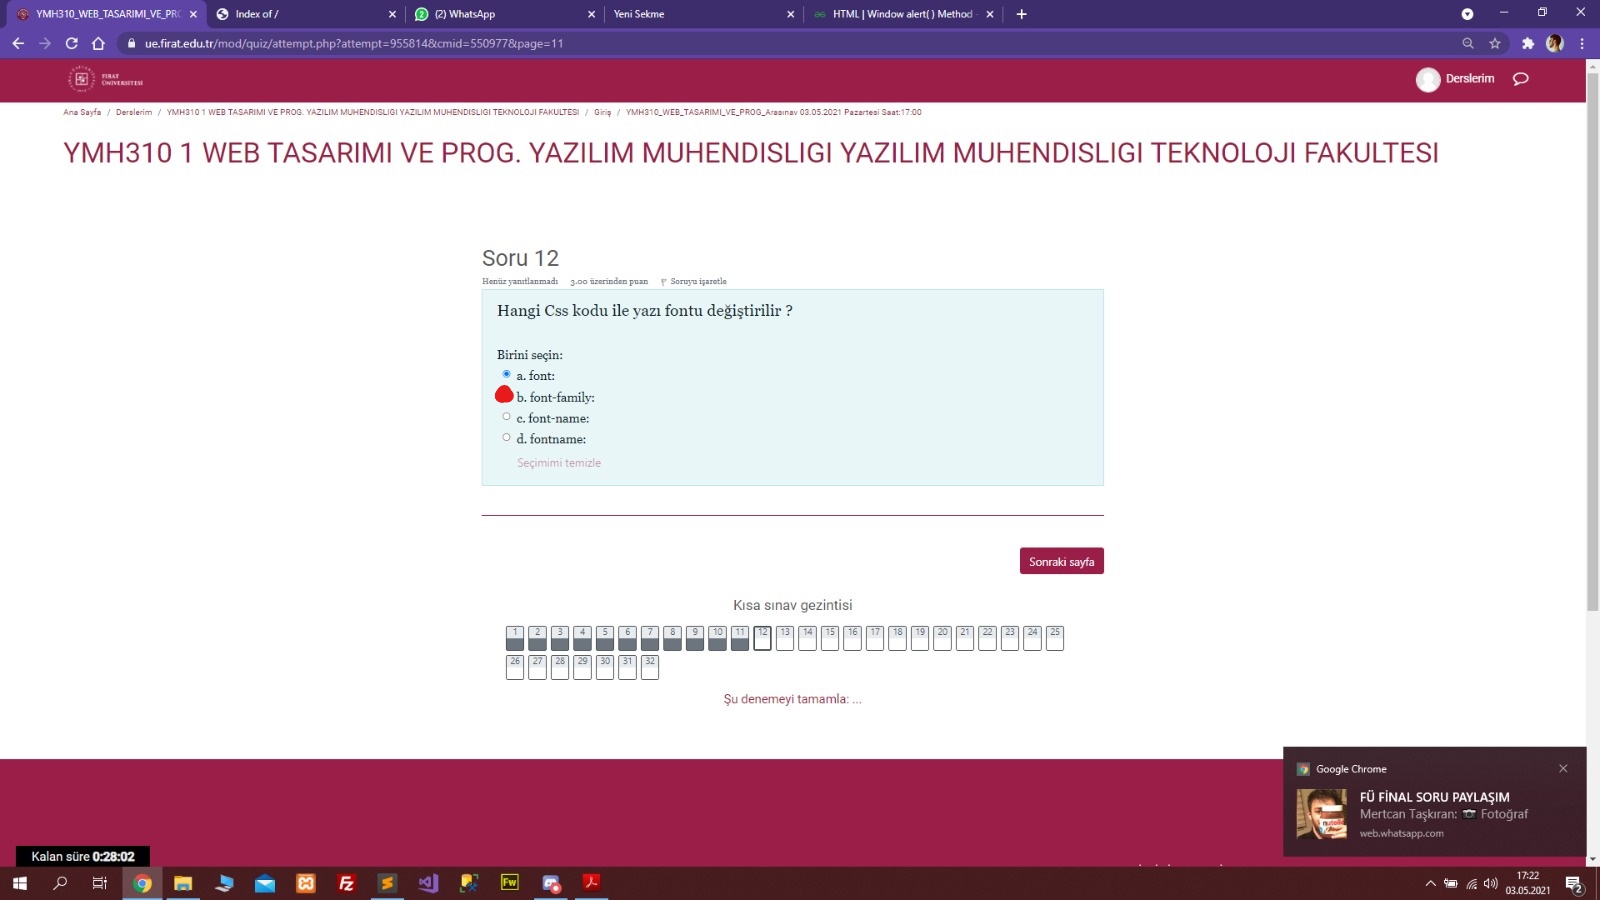 YMH310_WEB_TASARIMI_VE_PRO
Index of /
(2) WhatsApp
Yeni Sekme
HTML | Window alert( ) Method -
ue.firat.edu.tr/mod/quiz/attempt.php?attempt=955814&cmid=550977&page=11
FIRAT
ÜNİVERSİTESİ
Derslerim
Ana Sayfa / Derslerim / YMH310 1 WEB TASARIMI VE PROG. YAZILIM MUHENDISLIGI YAZILIM MUHENDISLIGI TEKNOLOJI FAKULTESI / Giriş / YMH310_WEB_TASARIMI_VE_PROG_Arasınav 03.05.2021 Pazartesi Saat:17:00
YMH310 1 WEB TASARIMI VE PROG. YAZILIM MUHENDISLIGI YAZILIM MUHENDISLIGI TEKNOLOJI FAKULTESI
Soru 12
Henüz yanıtlanmadı 3,00 üzerinden puan Soruyu işaretle
Hangi Css kodu ile yazı fontu değiştirilir ?
Birini seçin:
a. font:
b. font-family:
c. font-name:
d. fontname:
Seçimimi temizle
Sonraki sayfa
Kısa sınav gezintisi
1 2 3 4 5 6 7 8 9 10 11 12 13 14 15 16 17 18 19 20 21 22 23 24 25
26 27 28 29 30 31 32
Şu denemeyi tamamla: ...
Google Chrome
FÜ FİNAL SORU PAYLAŞIM
Mertcan Taşkıran: Fotoğraf
nutella
web.whatsapp.com
Kalan süre 0:28:02
Fz
Fw
17:22
03.05.2021
2